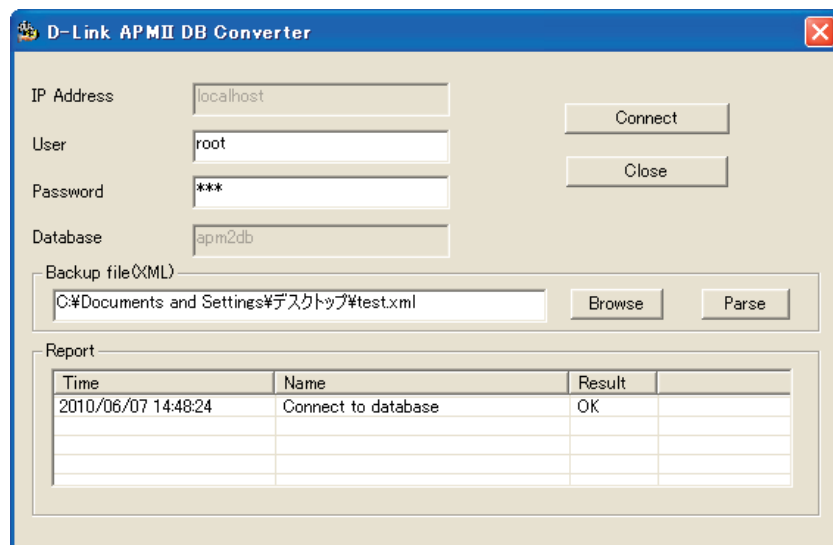 D-Link APMII DB Converter
IP Address localhost
Connect
User root
Close
Password ***
Database apm2db
Backup file(XML)
C:¥Documents and Settings¥デスクトップ¥test.xml Browse Parse
Report
Time Name Result
2010/06/07 14:48:24 Connect to database OK